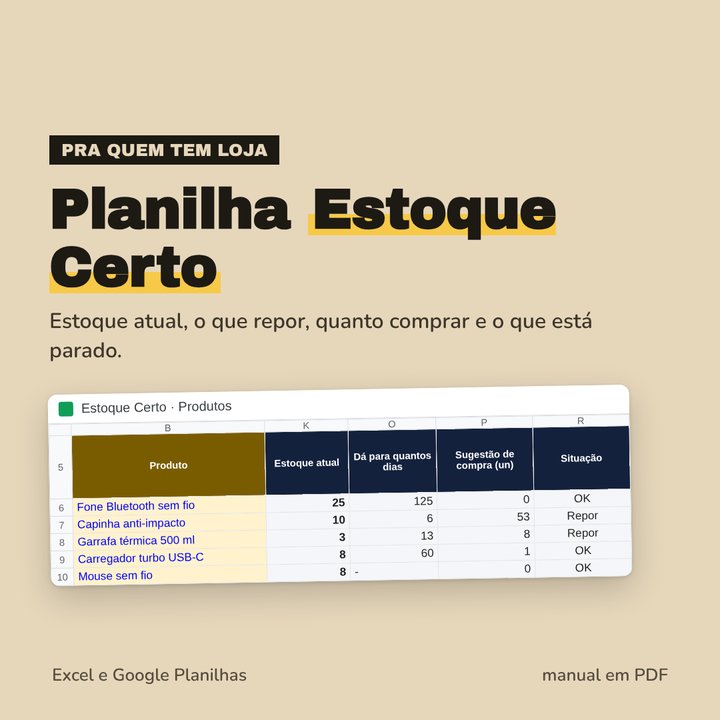 PRA QUEM TEM LOJA
Planilha Estoque
Certo
Estoque atual, o que repor, quanto comprar e o que está
parado.
Estoque Certo · Produtos
B K O P R
5 Produto Estoque atual Dá para quantos dias Sugestão de compra (un) Situação
6 Fone Bluetooth sem fio 25 125 0 OK
7 Capinha anti-impacto 10 6 53 Repor
8 Garrafa térmica 500 ml 3 13 8 Repor
9 Carregador turbo USB-C 8 60 1 OK
10 Mouse sem fio 8 - 0 OK
Excel e Google Planilhas
manual em PDF